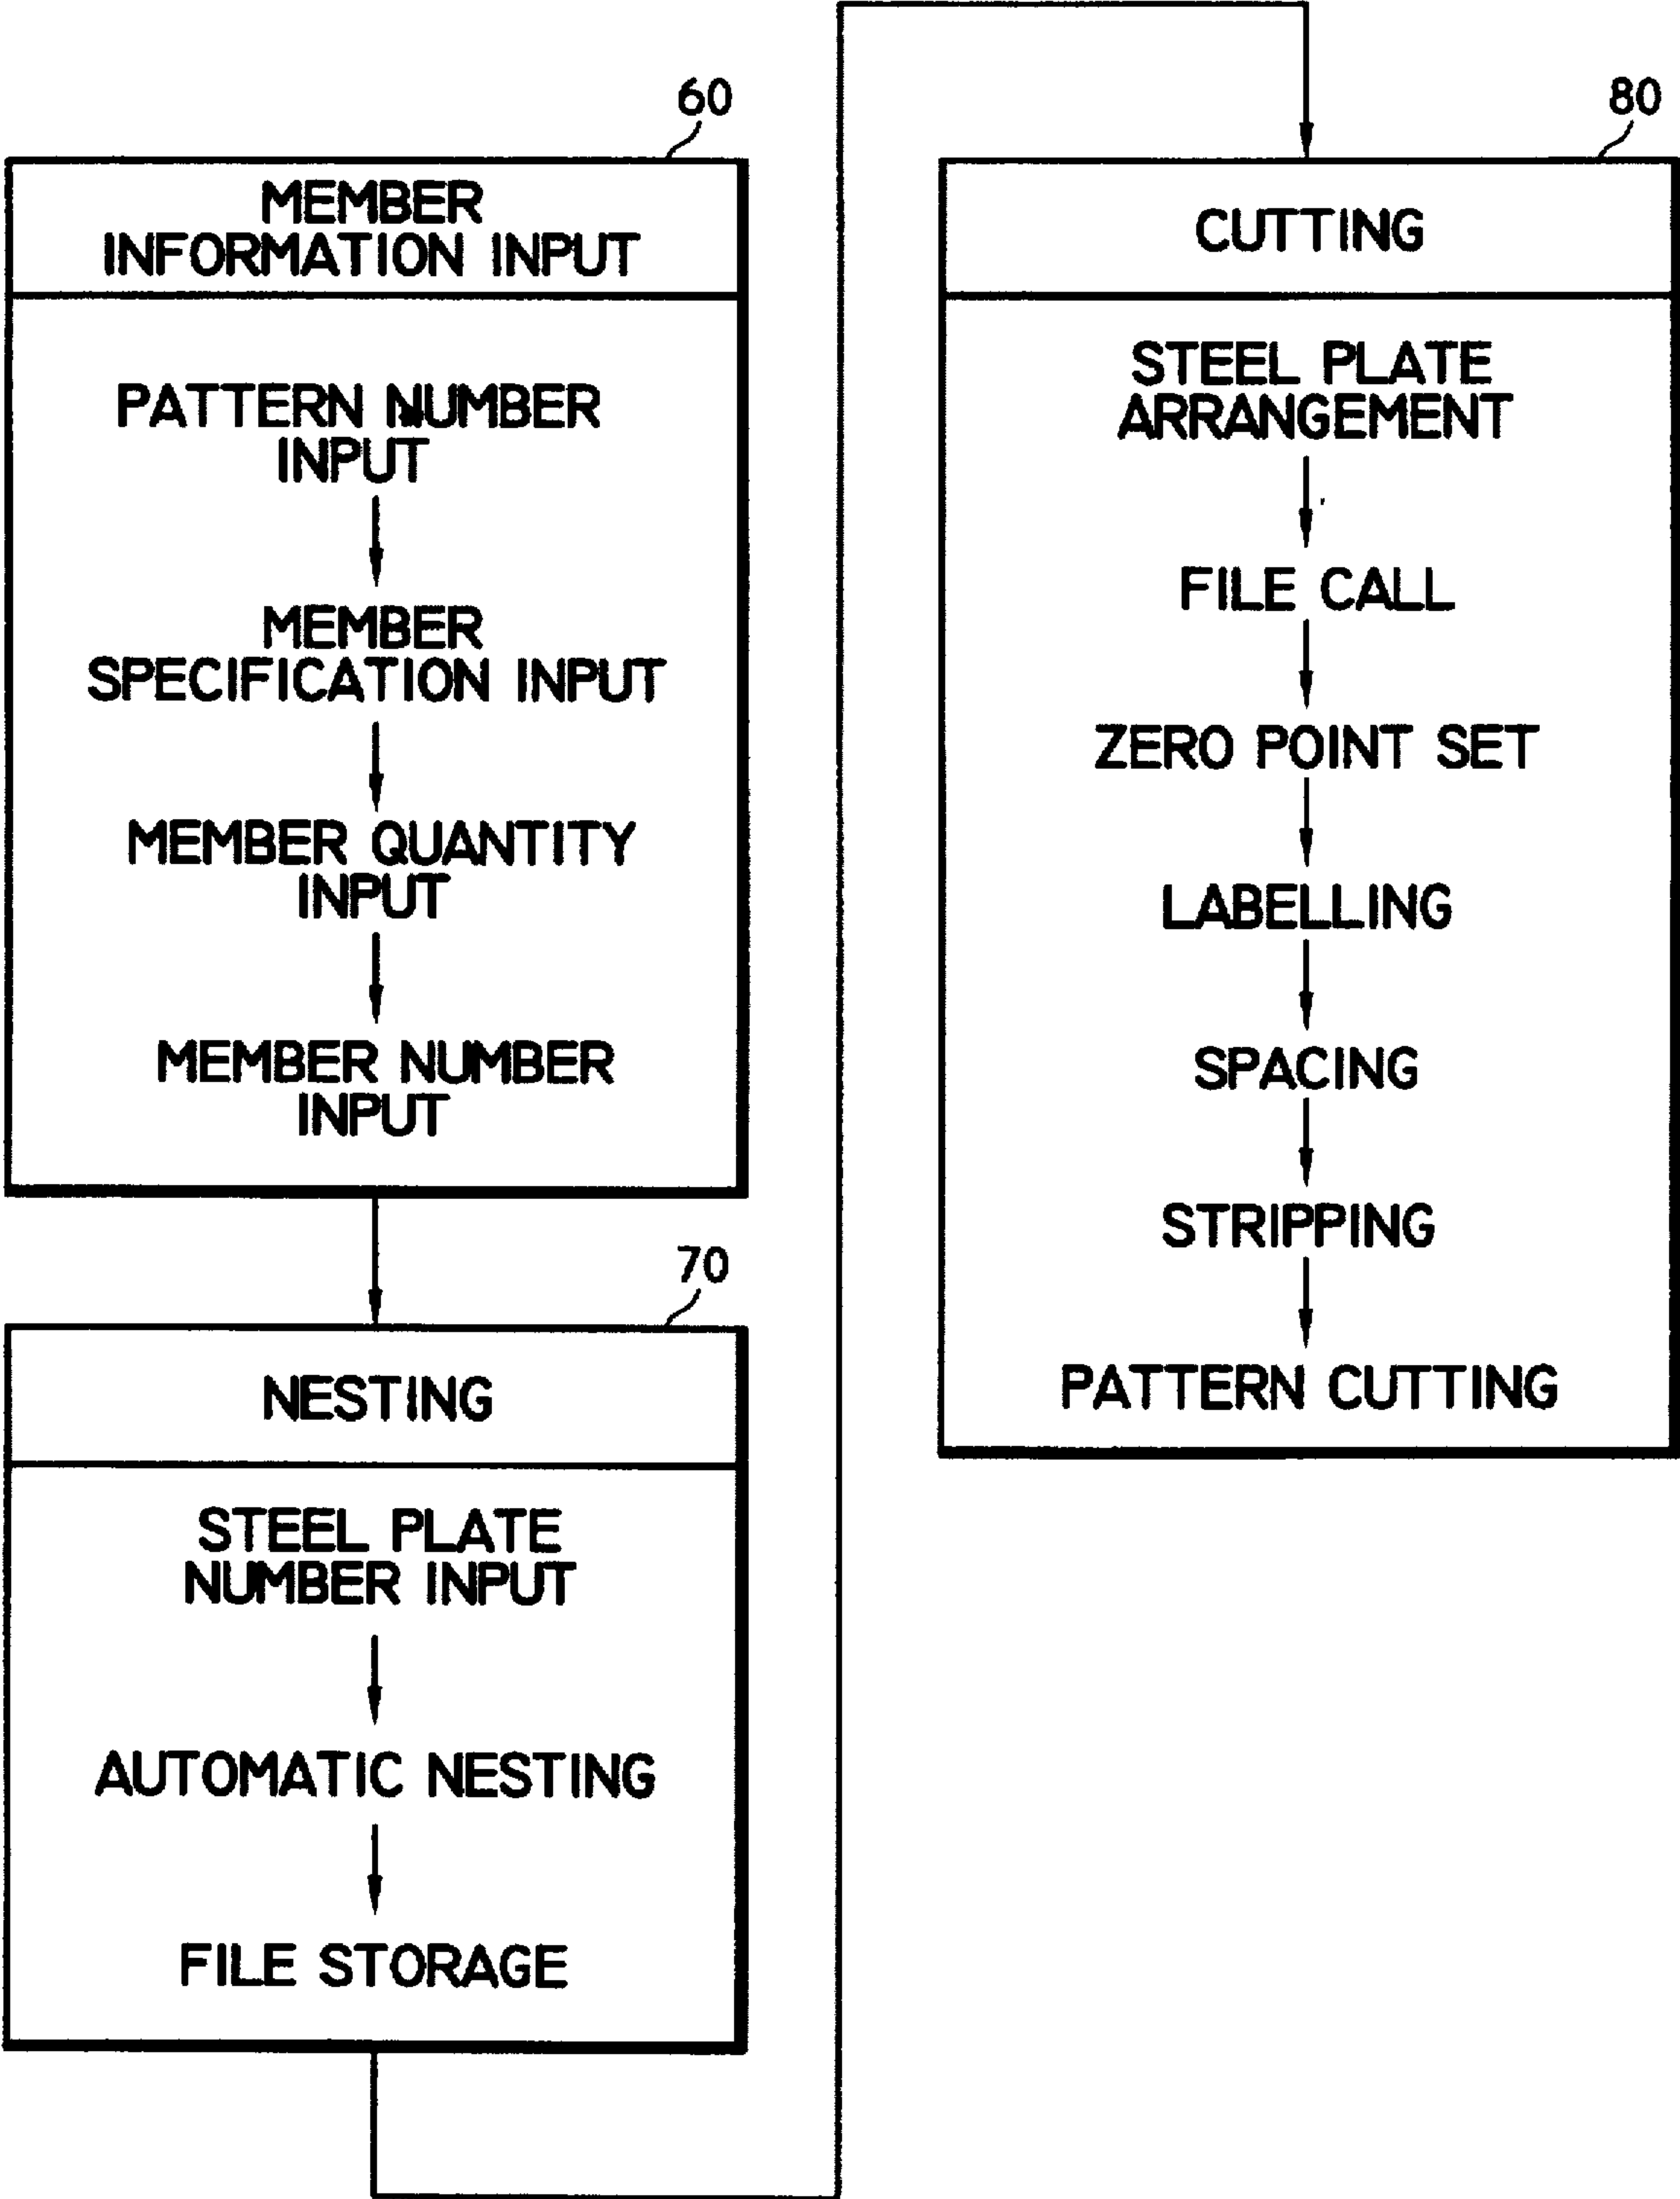 60
MEMBER
INFORMATION INPUT
PATTERN NUMBER
INPUT
MEMBER
SPECIFICATION INPUT
MEMBER QUANTITY
INPUT
MEMBER NUMBER
INPUT
70
NESTING
STEEL PLATE
NUMBER INPUT
AUTOMATIC NESTING
FILE STORAGE
80
CUTTING
STEEL PLATE
ARRANGEMENT
FILE CALL
ZERO POINT SET
LABELLING
SPACING
STRIPPING
PATTERN CUTTING